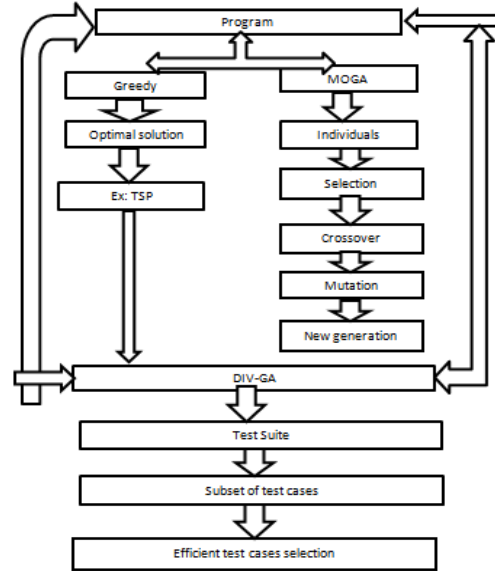 Program
Greedy
MOGA
Optimal solution
Individuals
Selection
Ex: TSP
Crossover
Mutation
New generation
DIV-GA
Test Suite
Subset of test cases
Efficient test cases selection